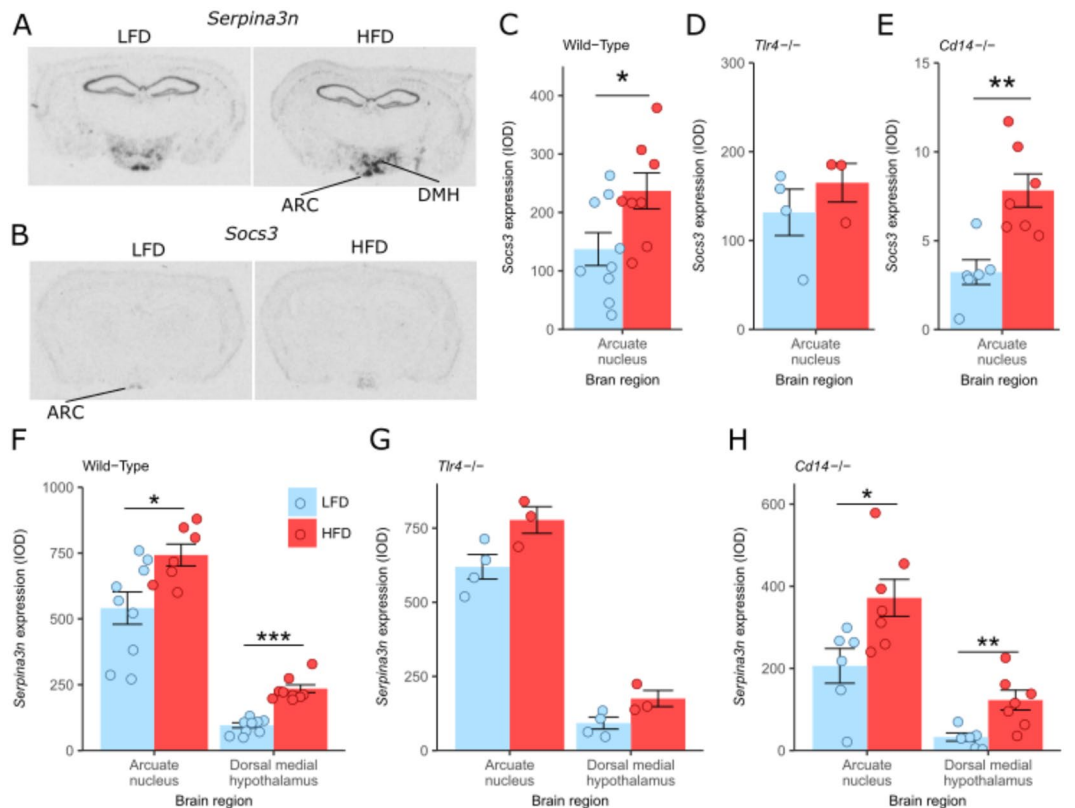 A
Serpina3n
LFD
HFD
ARC
DMH
B
Socs3
LFD
HFD
ARC
C
Wild−Type
Socs3 expression (IOD)
400
300
200
100
0
*
Arcuate
nucleus
Bran region
D
Tlr4−/−
Socs3 expression (IOD)
300
200
100
0
Arcuate
nucleus
Brain region
E
Cd14−/−
Socs3 expression (IOD)
15
10
5
0
**
Arcuate
nucleus
Brain region
F
Wild−Type
Serpina3n expression (IOD)
1000
750
500
250
0
*
***
LFD
HFD
Arcuate
nucleus
Dorsal medial
hypothalamus
Brain region
G
Tlr4−/−
Serpina3n expression (IOD)
750
500
250
0
Arcuate
nucleus
Dorsal medial
hypothalamus
Brain region
H
Cd14−/−
Serpina3n expression (IOD)
600
400
200
0
*
**
Arcuate
nucleus
Dorsal medial
hypothalamus
Brain region